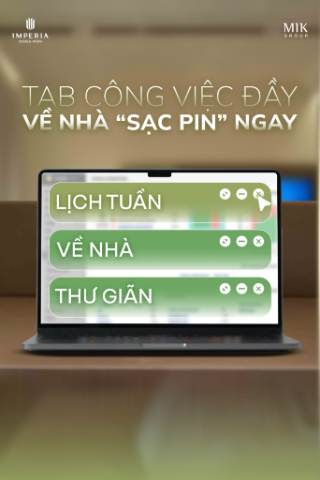 IMPERIA
MIK
GROUP
TAB CÔNG VIỆC ĐẦY
VỀ NHÀ “SẠC PIN” NGAY
LỊCH TUẦN
VỀ NHÀ
THƯ GIÃN